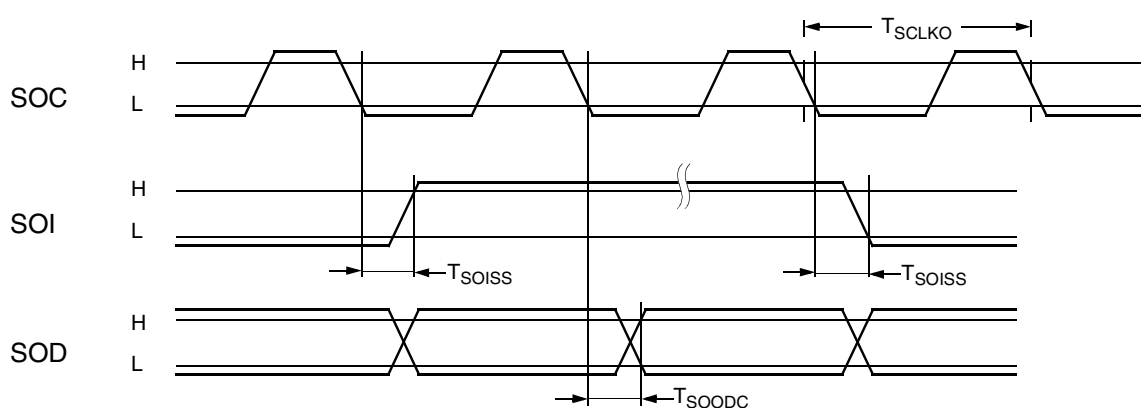 T_SCLKO
H
SOC
L
H
SOI
L
T_SOISS T_SOISS
H
SOD
L
T_SOODC